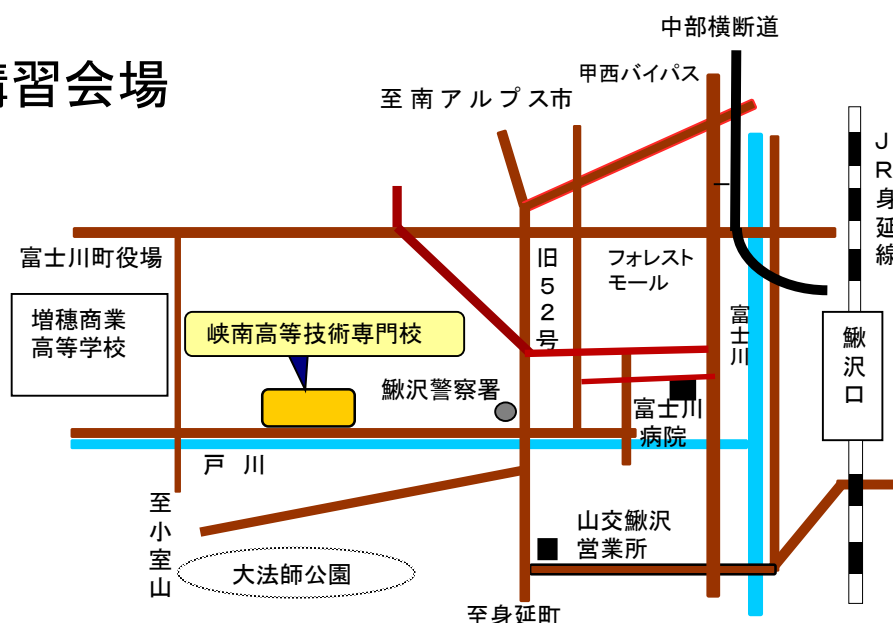 中部横断道
講習会場
甲西バイパス
至南アルプス市
JR身延線
富士川町役場
旧52号
フォレスト
モール
増穂商業
高等学校
富士川
峡南高等技術専門校
鰍沢口
鰍沢警察署
富士川
病院
戸川
至小室山
山交鰍沢
営業所
大法師公園
至身延町